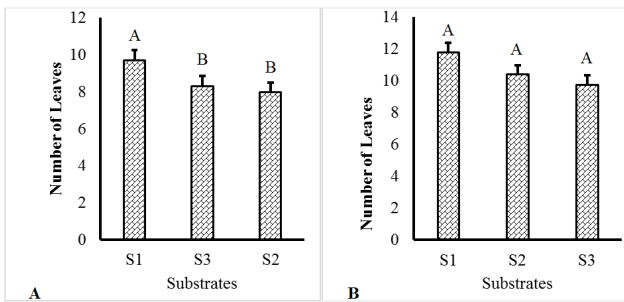 12
10
8
6
4
2
0
Number of Leaves
A
B
B
S1
S3
S2
Substrates
A
14
12
10
8
6
4
2
0
Number of Leaves
A
A
A
S1
S2
S3
Substrates
B